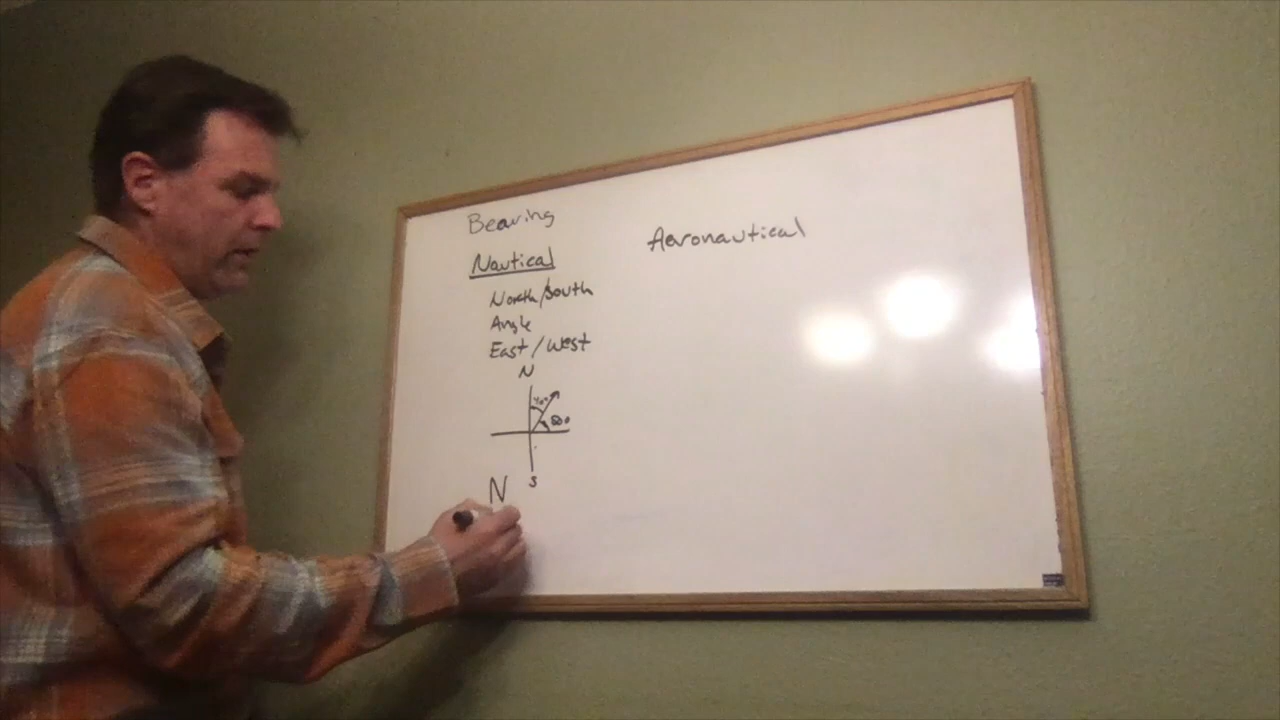 Bearing
Aeronautical
Nautical
North/South
Angle
East/West
N
S
N